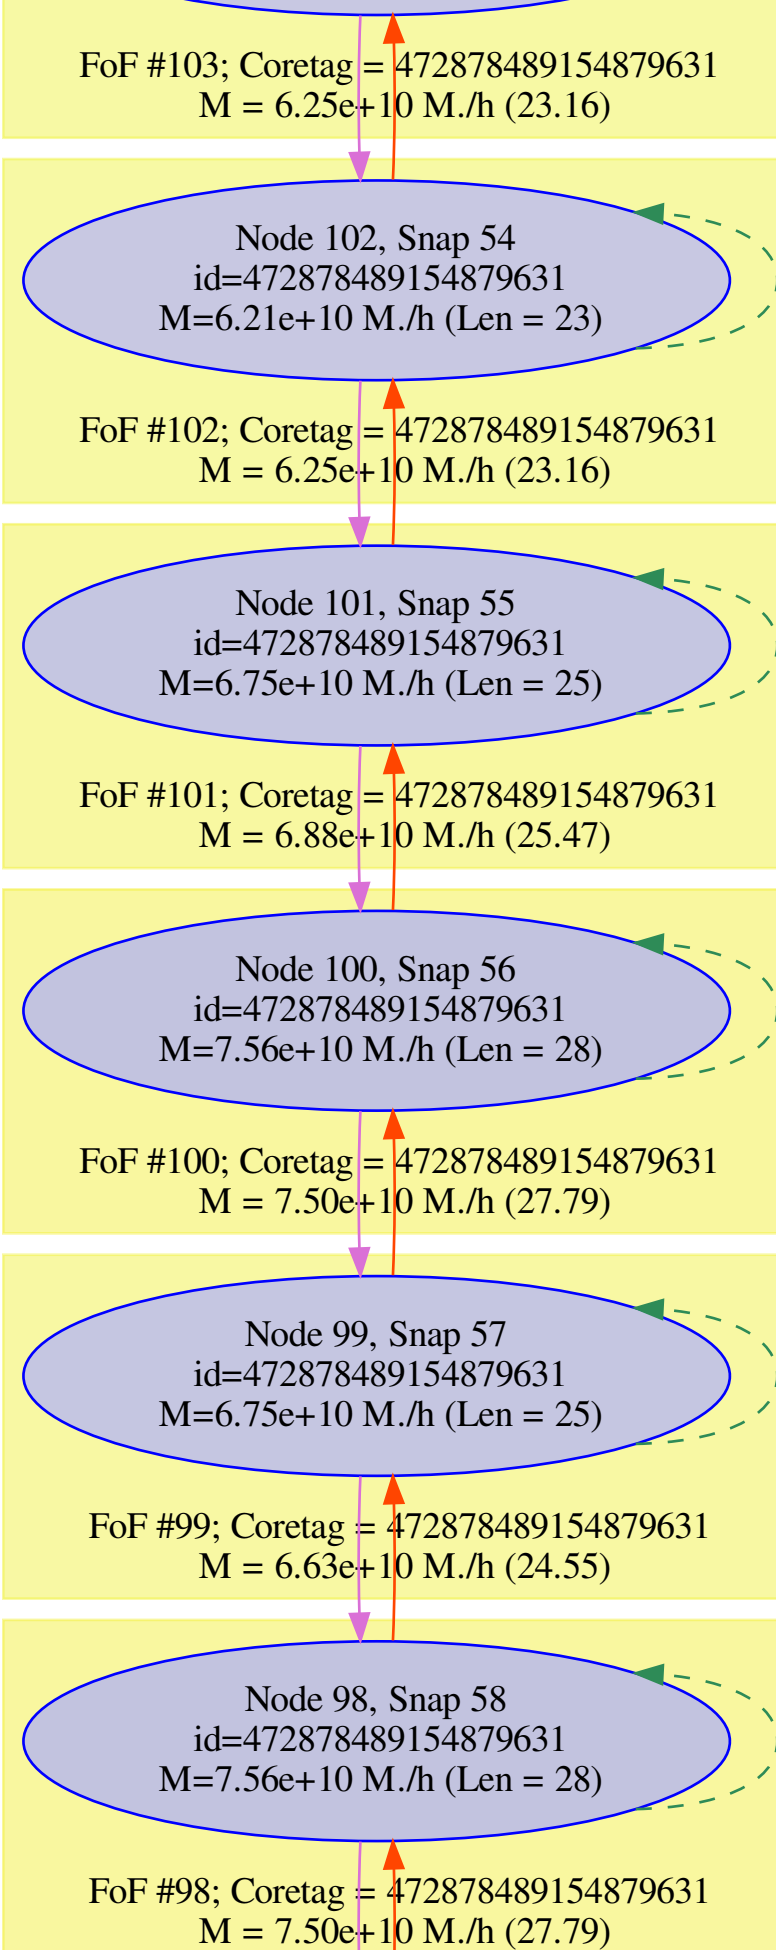 FoF #103; Coretag = 472878489154879631
M = 6.25e+10 M./h (23.16)
Node 102, Snap 54
id=472878489154879631
M=6.21e+10 M./h (Len = 23)
FoF #102; Coretag = 472878489154879631
M = 6.25e+10 M./h (23.16)
Node 101, Snap 55
id=472878489154879631
M=6.75e+10 M./h (Len = 25)
FoF #101; Coretag = 472878489154879631
M = 6.88e+10 M./h (25.47)
Node 100, Snap 56
id=472878489154879631
M=7.56e+10 M./h (Len = 28)
FoF #100; Coretag = 472878489154879631
M = 7.50e+10 M./h (27.79)
Node 99, Snap 57
id=472878489154879631
M=6.75e+10 M./h (Len = 25)
FoF #99; Coretag = 472878489154879631
M = 6.63e+10 M./h (24.55)
Node 98, Snap 58
id=472878489154879631
M=7.56e+10 M./h (Len = 28)
FoF #98; Coretag = 472878489154879631
M = 7.50e+10 M./h (27.79)